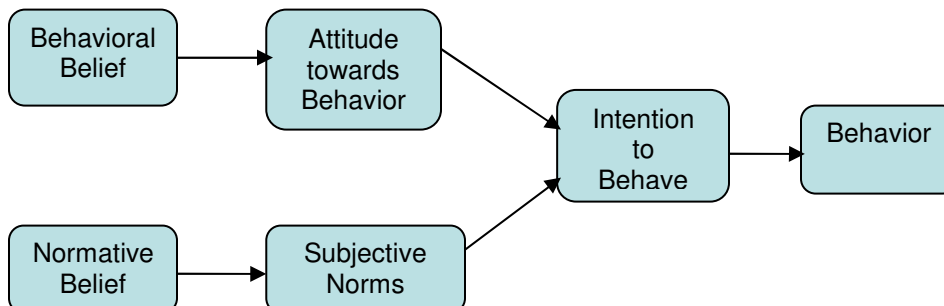 Behavioral
Belief
Attitude
towards
Behavior
Intention
to
Behave
Behavior
Normative
Belief
Subjective
Norms